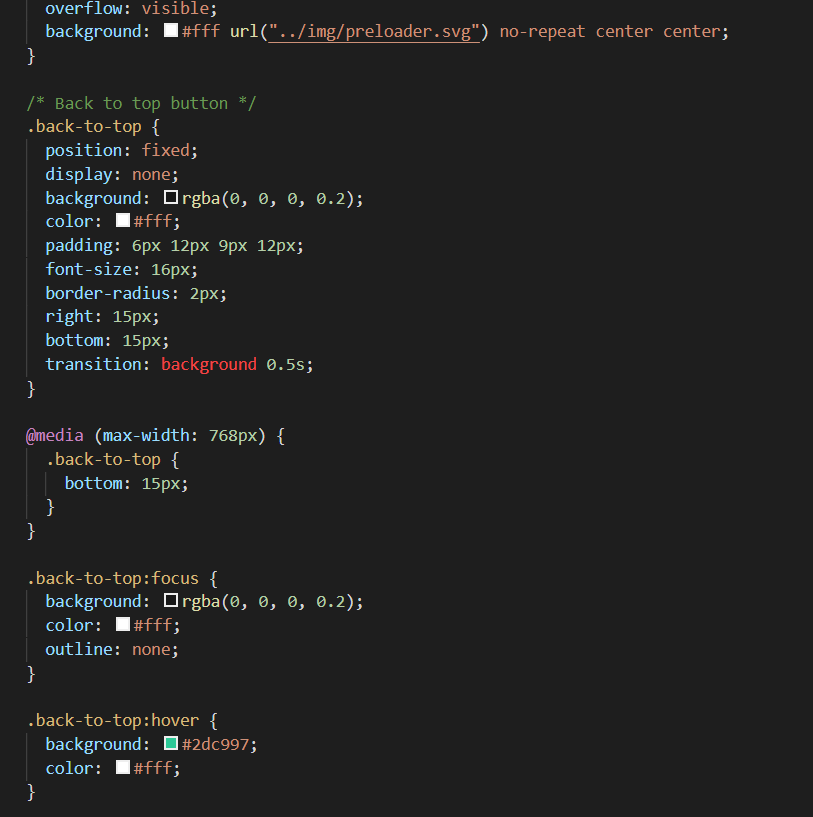 overflow: visible;
background: #fff url("../img/preloader.svg") no-repeat center center;
}
/* Back to top button */
.back-to-top {
position: fixed;
display: none;
background: rgba(0, 0, 0, 0.2);
color: #fff;
padding: 6px 12px 9px 12px;
font-size: 16px;
border-radius: 2px;
right: 15px;
bottom: 15px;
transition: background 0.5s;
}
@media (max-width: 768px) {
.back-to-top {
bottom: 15px;
}
}
.back-to-top:focus {
background: rgba(0, 0, 0, 0.2);
color: #fff;
outline: none;
}
.back-to-top:hover {
background: #2dc997;
color: #fff;
}